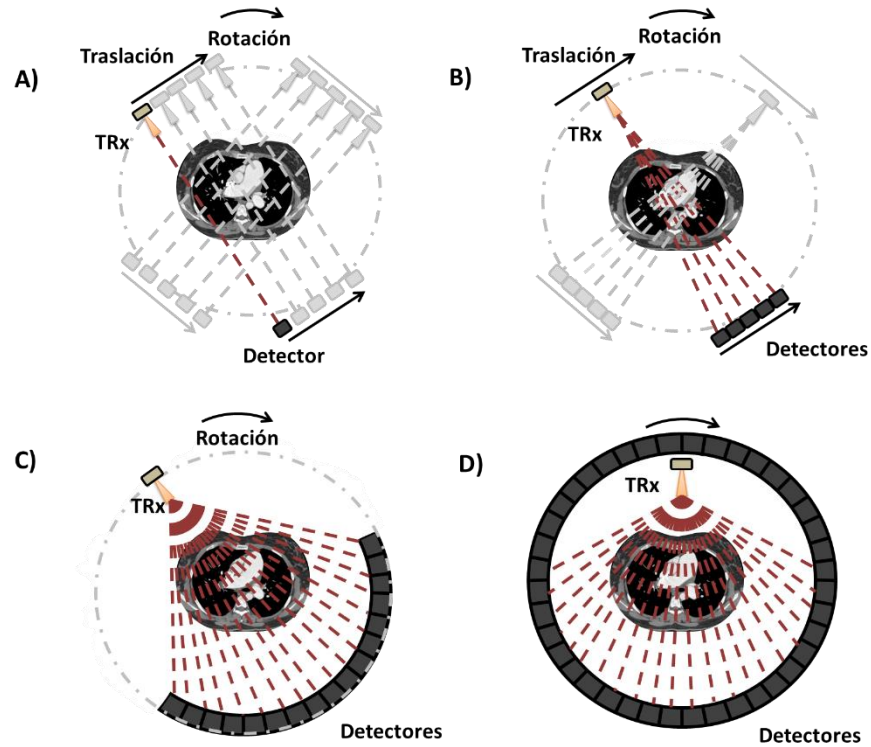 A)
Rotación
Traslación
TRx
Detector
B)
Rotación
Traslación
TRx
Detectores
C)
Rotación
TRx
Detectores
D)
TRx
Detectores